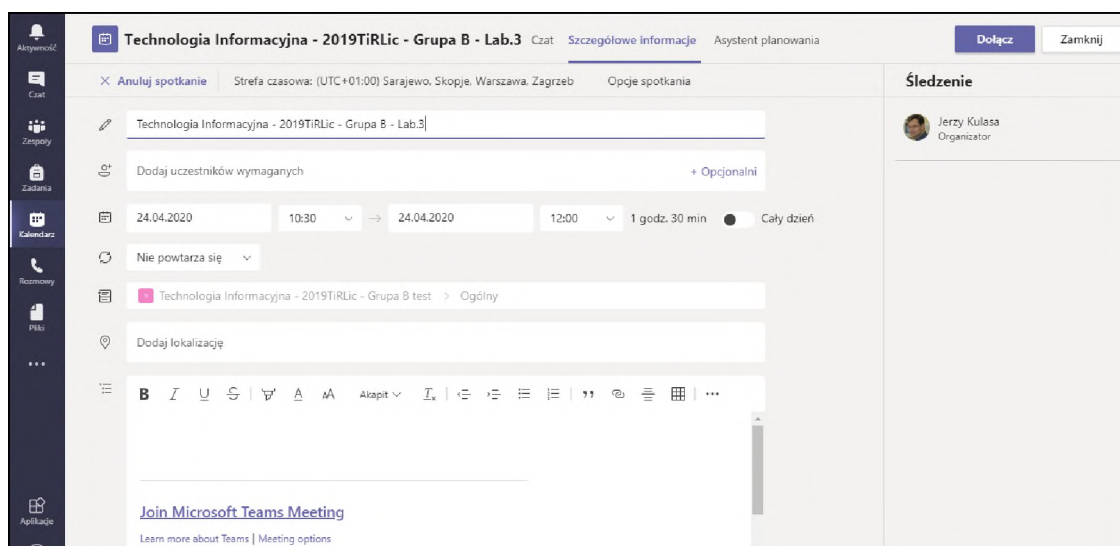 Aktywność
Czat
Zespoły
Zadania
Kalendarz
Rozmowy
Pliki
Aplikacje
Technologia Informacyjna - 2019TiRLic - Grupa B - Lab.3 Czat Szczegółowe informacje Asystent planowania
Dołącz Zamknij
Anuluj spotkanie Strefa czasowa: (UTC+01:00) Sarajewo, Skopje, Warszawa, Zagrzeb Opcje spotkania
Technologia Informacyjna - 2019TiRLic - Grupa B - Lab.3
Dodaj uczestników wymaganych + Opcjonalni
24.04.2020 10:30 → 24.04.2020 12:00 1 godz. 30 min Cały dzień
Nie powtarza się
Technologia Informacyjna - 2019TiRLic - Grupa B test > Ogólny
Dodaj lokalizację
B I U S A AA Akapit
Join Microsoft Teams Meeting
Learn more about Teams | Meeting options
Śledzenie
Jerzy Kulasa
Organizator